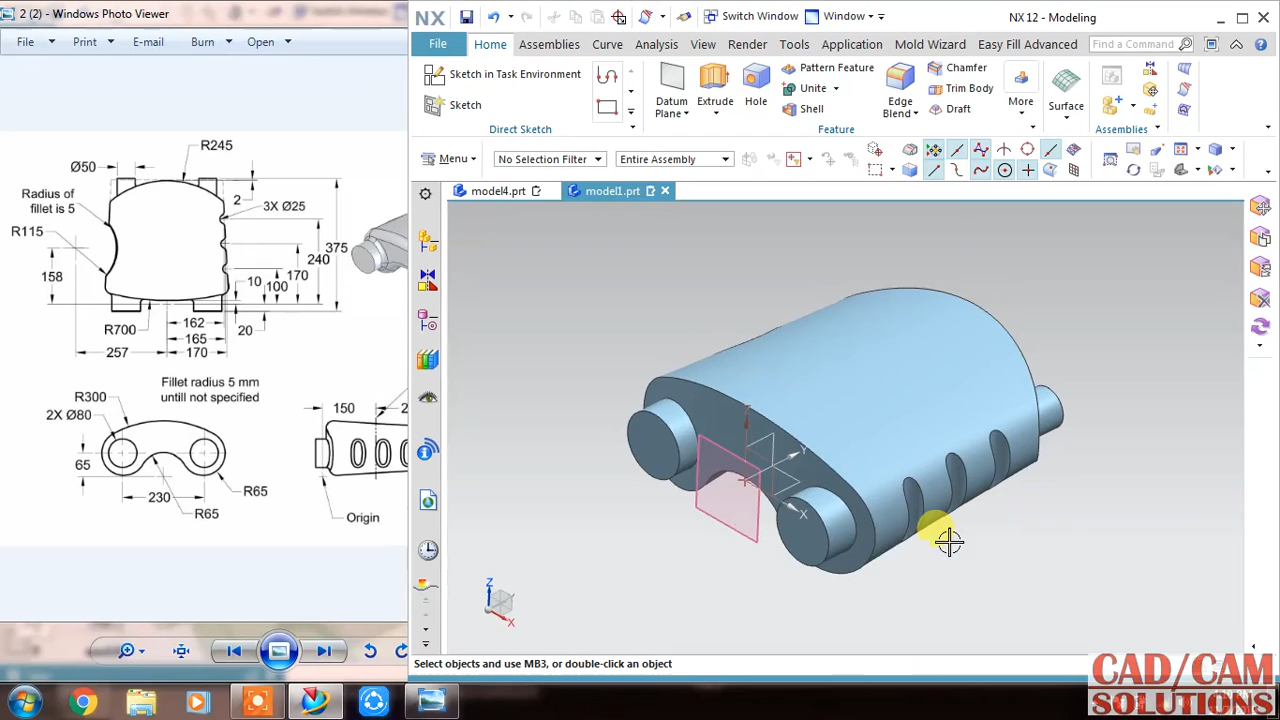 2 (2) - Windows Photo Viewer
File Print E-mail Burn Open
Ø50
R245
Radius of
fillet is 5
2
3X Ø25
R115
375
240
170
158
10 100
R700
162
20
165
257 170
Fillet radius 5 mm
untill not specified
R300
2X Ø80
150 2
65
230
R65
R65
Origin
NX
Switch Window Window
NX 12 - Modeling
File Home Assemblies Curve Analysis View Render Tools Application Mold Wizard Easy Fill Advanced Find a Command
Sketch in Task Environment
Sketch
Direct Sketch
Datum
Plane
Extrude
Hole
Pattern Feature
Unite
Shell
Edge
Blend
Chamfer
Trim Body
Draft
More
Feature
Surface
Assemblies
Menu No Selection Filter Entire Assembly
model4.prt model1.prt
Y
X
Z
X
Select objects and use MB3, or double-click an object
CAD/CAM
SOLUTIONS